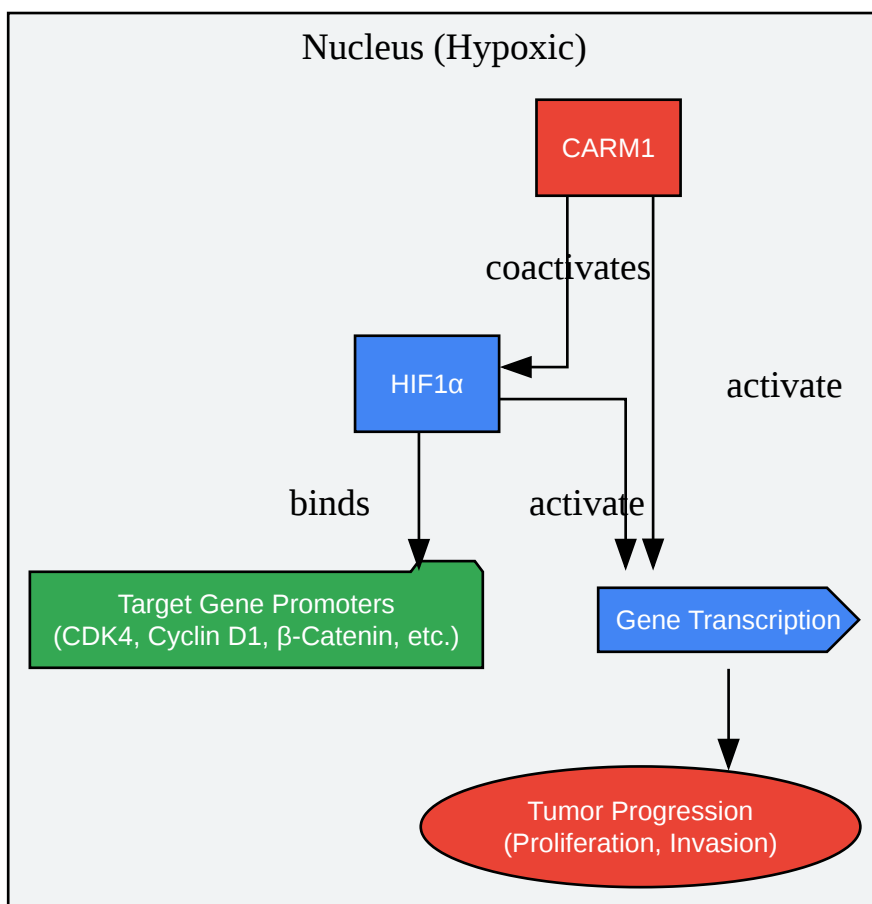 Nucleus (Hypoxic)
CARM1
coactivates
HIF1α
activate
binds
activate
Target Gene Promoters
(CDK4, Cyclin D1, β-Catenin, etc.)
Gene Transcription
Tumor Progression
(Proliferation, Invasion)